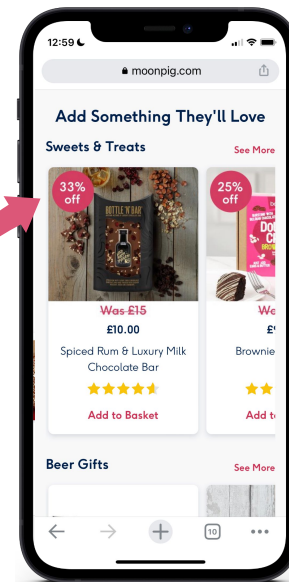 12:59
moonpig.com
Add Something They'll Love
Sweets & Treats
See More
33%
off
BOTTLE 'N' BAR
25%
off
Was £15
£10.00
Spiced Rum & Luxury Milk
Chocolate Bar
Add to Basket
Brownie
Beer Gifts
See More
10